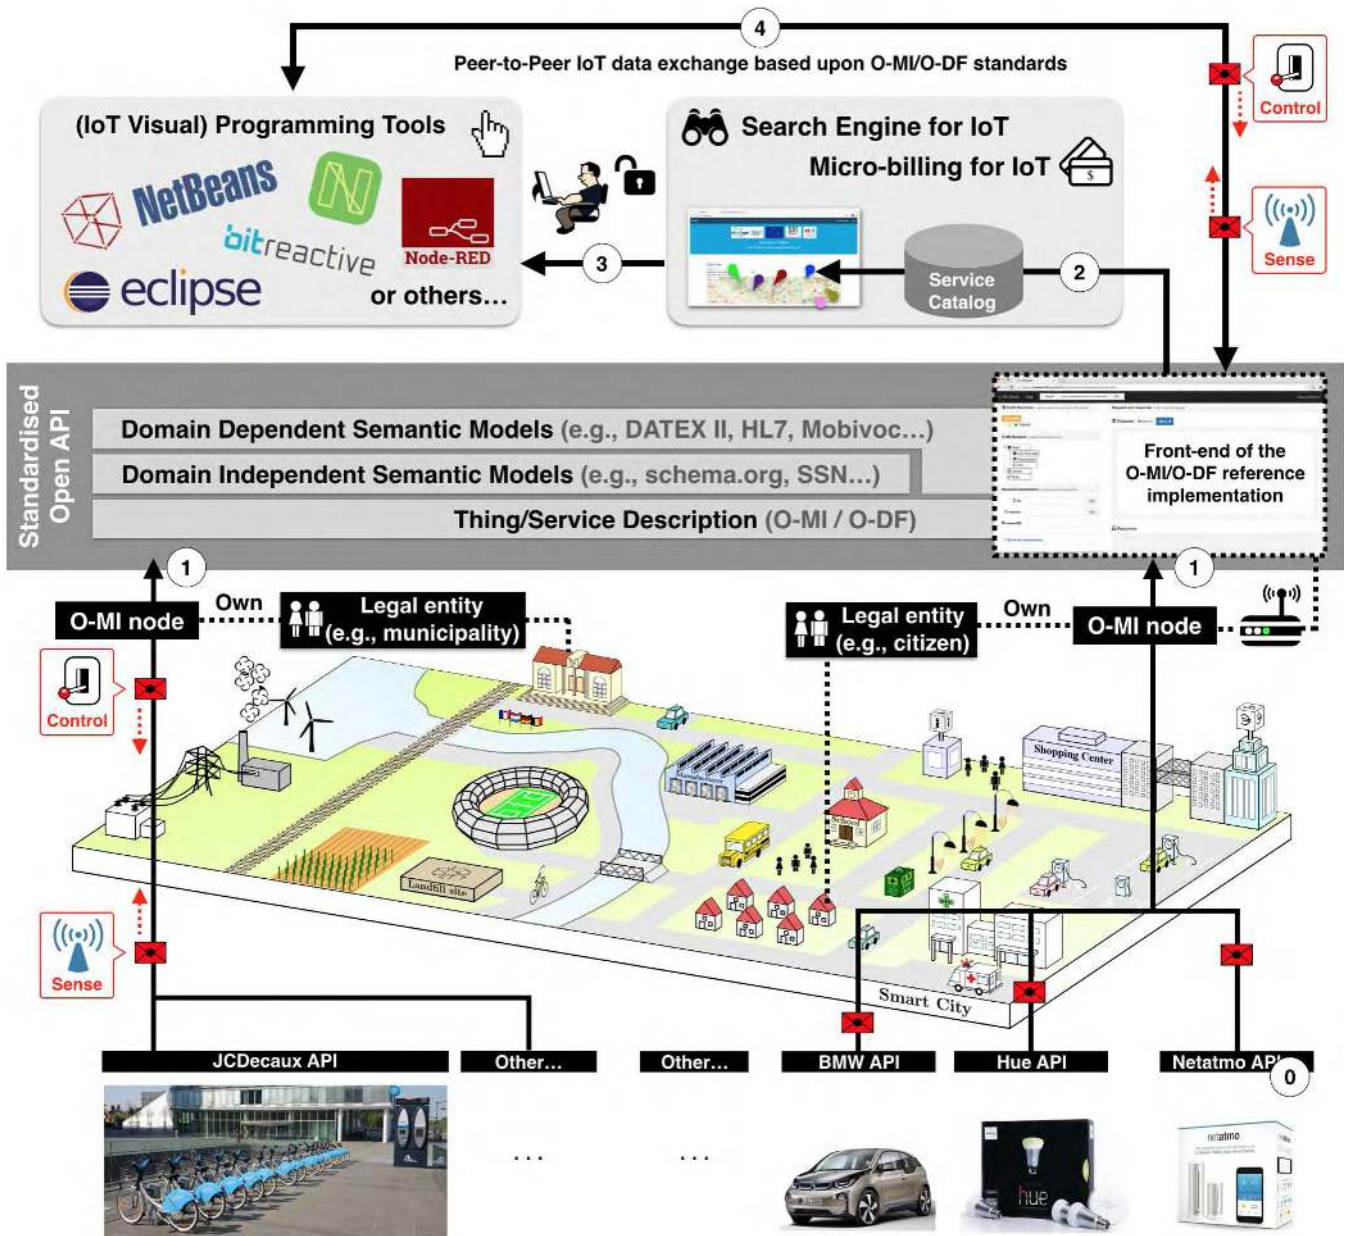 4
Peer-to-Peer IoT data exchange based upon O-MI/O-DF standards
Control
(IoT Visual) Programming Tools
NetBeans
bitreactive
Node-RED
eclipse
or others...
Search Engine for IoT
Micro-billing for IoT
$
Service
Catalog
3
2
Sense
Standardised
Open API
Domain Dependent Semantic Models (e.g., DATEX II, HL7, Mobivoc...)
Domain Independent Semantic Models (e.g., schema.org, SSN...)
Thing/Service Description (O-MI / O-DF)
Front-end of the
O-MI/O-DF reference
implementation
1
1
O-MI node
Own
Legal entity
(e.g., municipality)
Legal entity
(e.g., citizen)
Own
O-MI node
Control
Shopping Center
School
Landfill site
Sense
Smart City
JCDecaux API
Other...
Other...
BMW API
Hue API
Netatmo AP
0
...
...
hue
netatmo